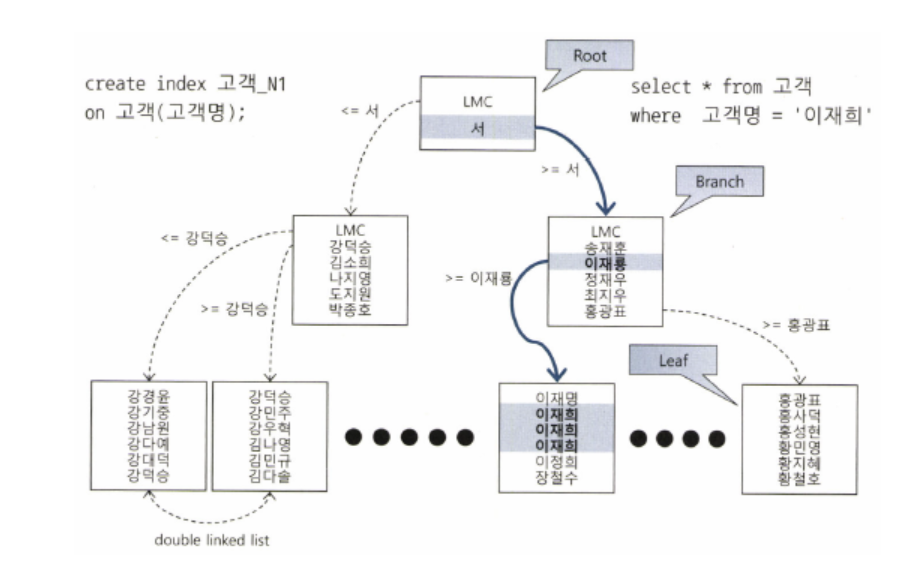 create index 고객_N1
on 고객(고객명);
Root
select * from 고객
where 고객명 = '이재희'
LMC
서
<= 서
>= 서
Branch
LMC
강덕승
김소희
나지영
도지원
박종호
LMC
송재훈
이재룡
정재우
최지우
홍광표
<= 강덕승
>= 강덕승
>= 이재룡
>= 홍광표
Leaf
강경윤
강기중
강남원
강다예
강대덕
강덕승
강덕승
강민주
강우혁
김나영
김민규
김다솔
이재명
이재희
이재희
이재희
이정희
장철수
홍광표
홍사덕
홍성현
황민영
황지혜
황철호
double linked list